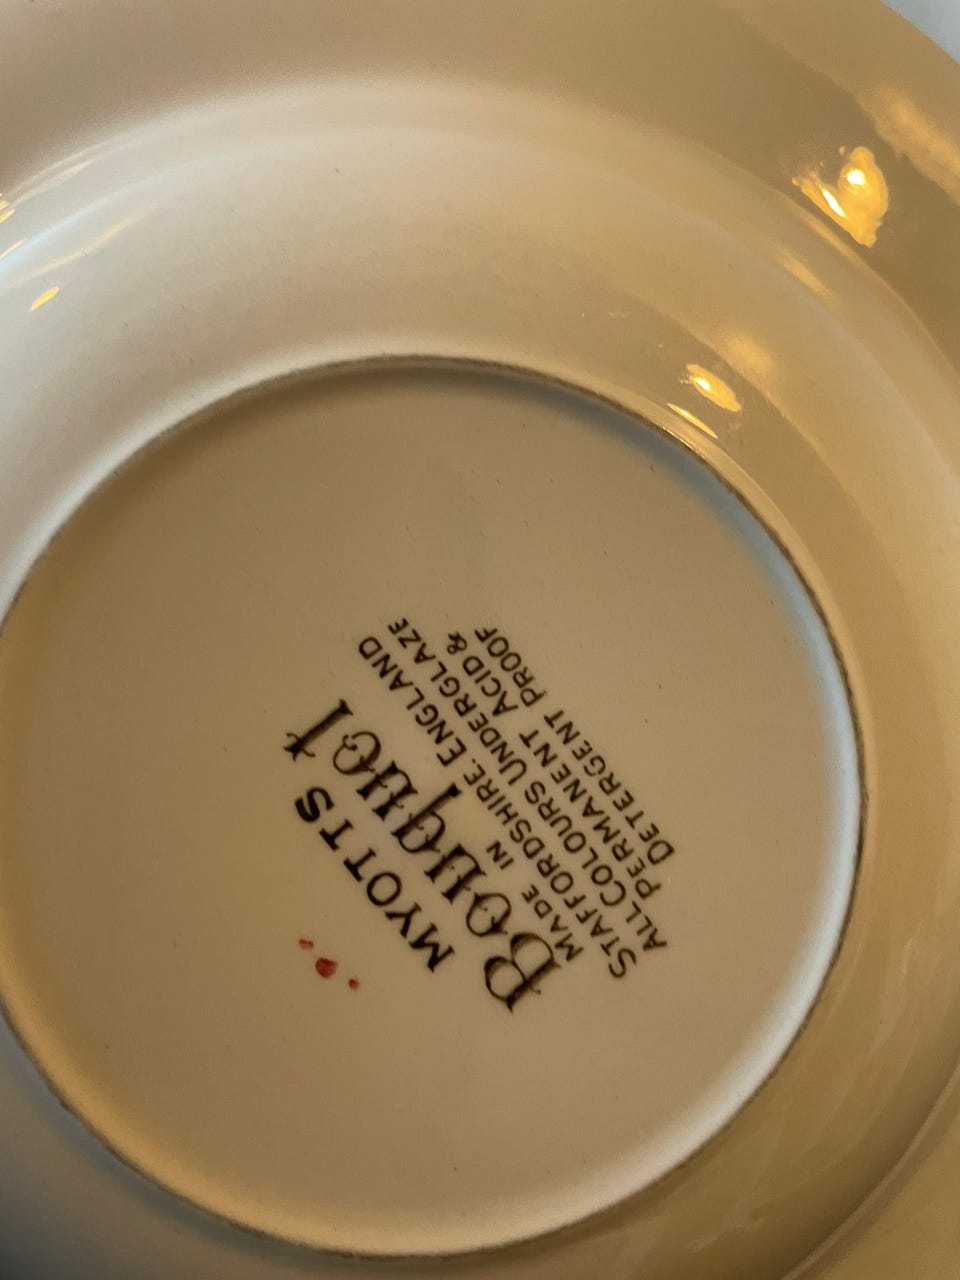 MYOTTS
Bouquet
MADE IN
STAFFORDSHIRE. ENGLAND
ALL COLOURS UNDERGLAZE
PERMANENT ACID &
DETERGENT PROOF